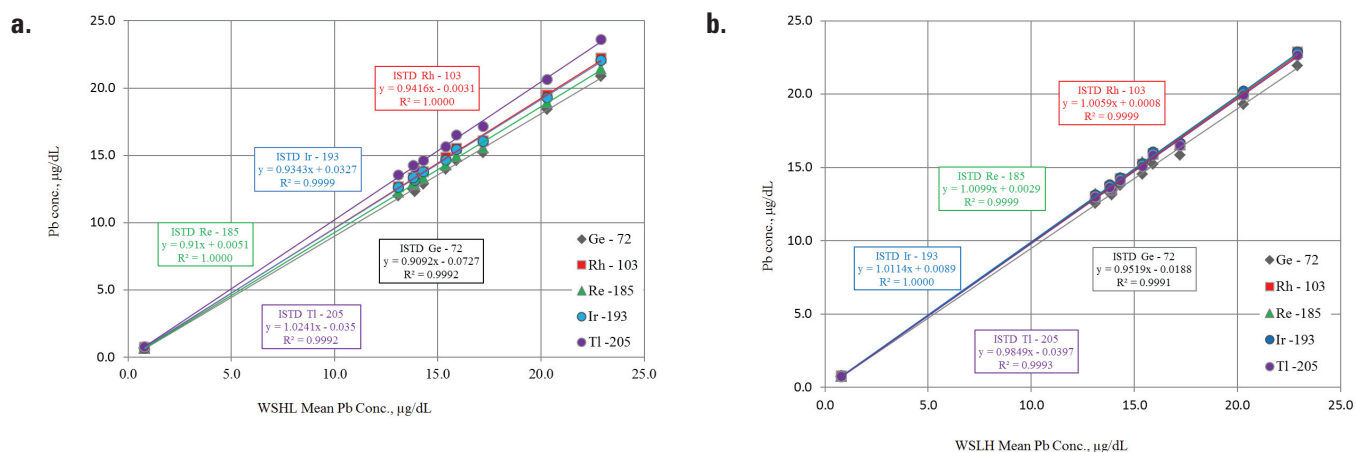 a.
25.0
20.0
15.0
10.0
5.0
0.0
Pb conc., µg/dL
ISTD Rh - 103
y = 0.9416x - 0.0031
R² = 1.0000
ISTD Ir - 193
y = 0.9343x + 0.0327
R² = 0.9999
ISTD Re - 185
y = 0.91x + 0.0051
R² = 1.0000
ISTD Ge - 72
y = 0.9092x - 0.0727
R² = 0.9992
ISTD Tl - 205
y = 1.0241x - 0.035
R² = 0.9992
Ge - 72
Rh - 103
Re -185
Ir -193
Tl -205
0.0 5.0 10.0 15.0 20.0 25.0
WSHL Mean Pb Conc., µg/dL
b.
25.0
20.0
15.0
10.0
5.0
0.0
Pb conc., µg/dL
ISTD Rh - 103
y = 1.0059x + 0.0008
R² = 0.9999
ISTD Re - 185
y = 1.0099x + 0.0029
R² = 0.9999
ISTD Ir - 193
y = 1.0114x + 0.0089
R² = 1.0000
ISTD Ge - 72
y = 0.9519x - 0.0188
R² = 0.9991
ISTD Tl - 205
y = 0.9849x - 0.0397
R² = 0.9993
Ge - 72
Rh - 103
Re -185
Ir -193
Tl -205
0.0 5.0 10.0 15.0 20.0 25.0
WSLH Mean Pb Conc., µg/dL